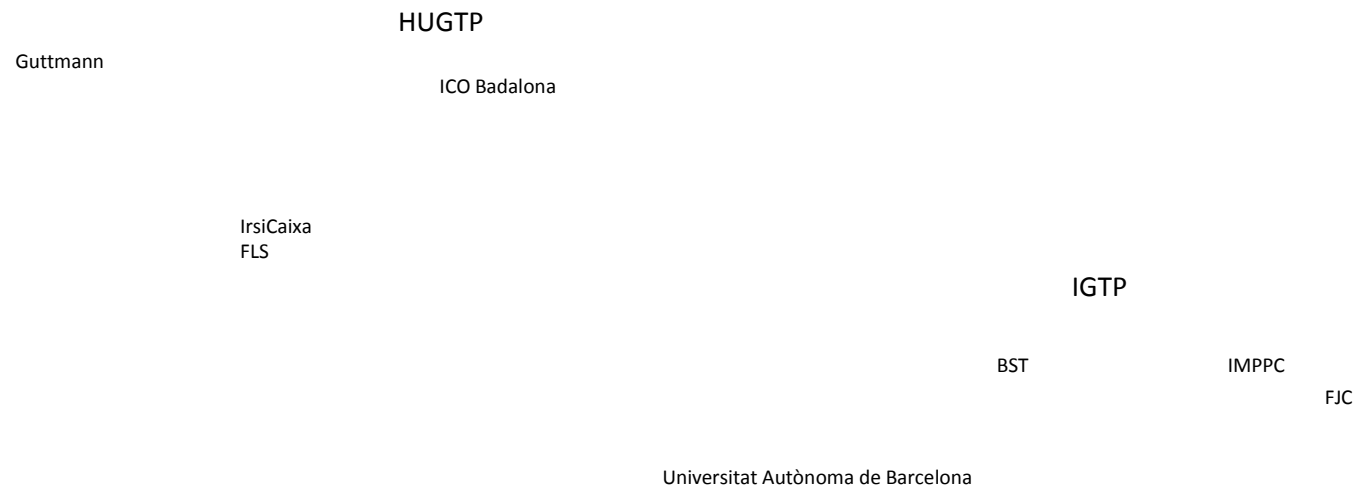 HUGTP
Guttmann
ICO Badalona
IrsiCaixa
FLS
IGTP
BST
IMPPC
FJC
Universitat Autònoma de Barcelona